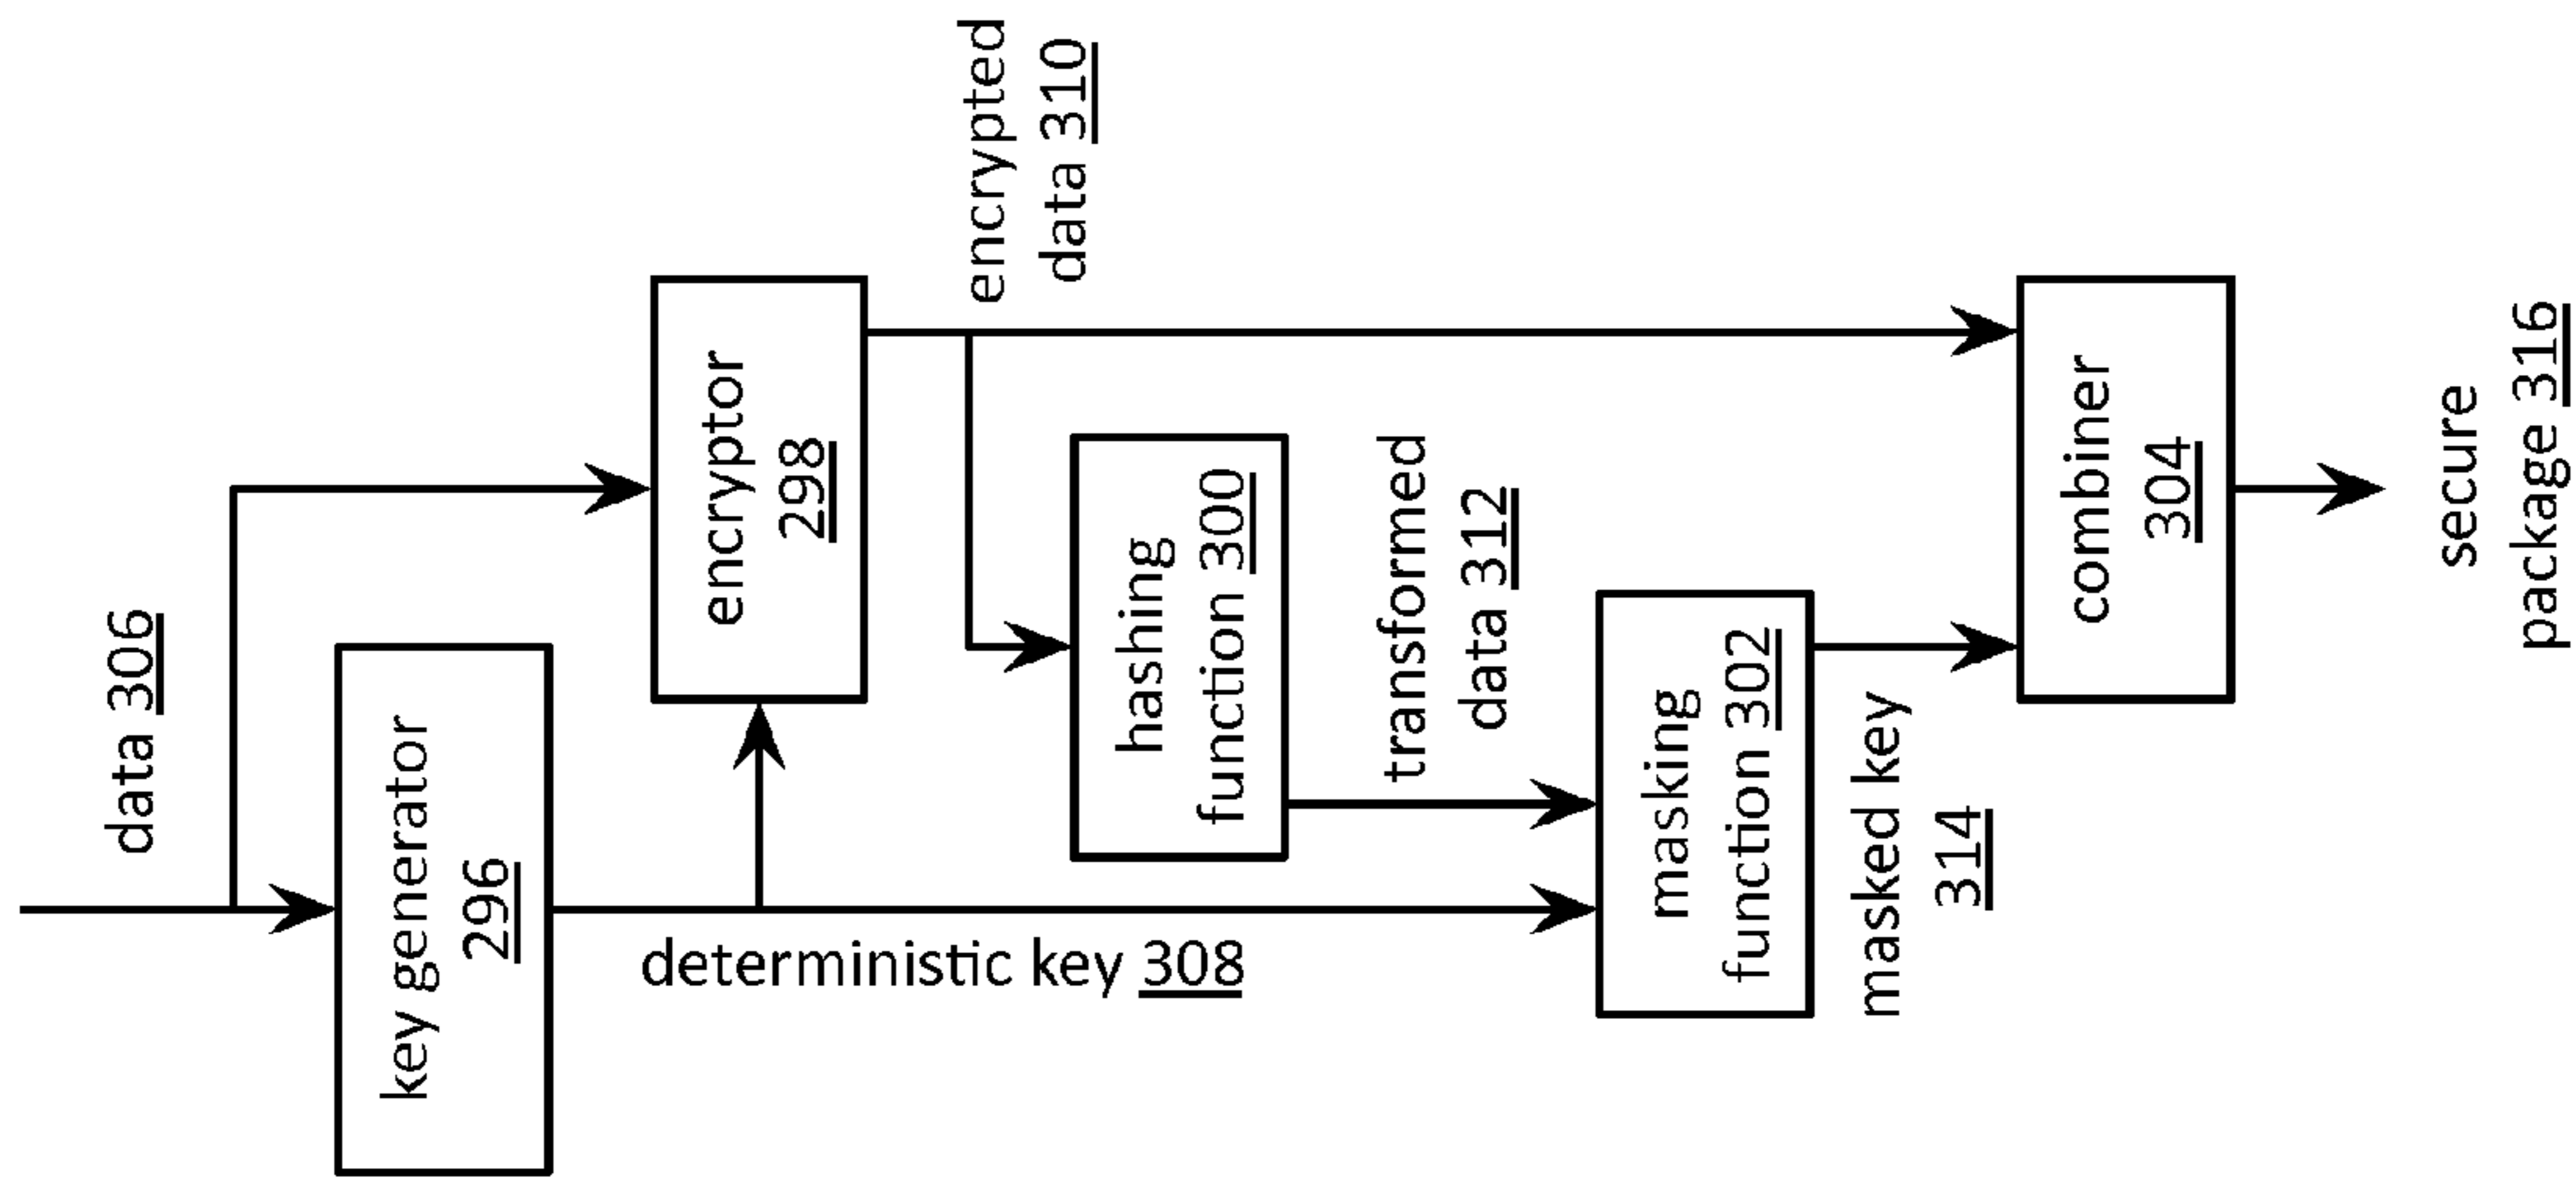 data 306
key generator
296
deterministic key 308
encryptor
298
encrypted
data 310
hashing
function 300
transformed
data 312
masking
function 302
masked key
314
combiner
304
secure
package 316